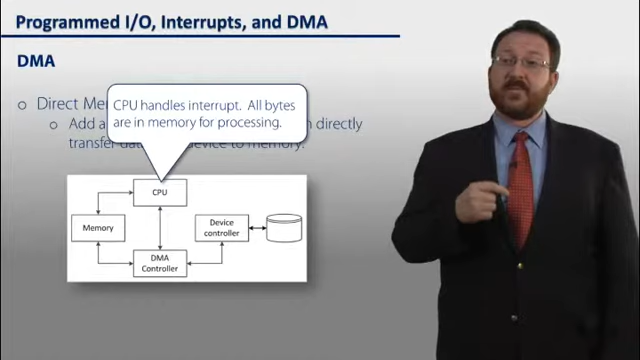 Programmed I/O, Interrupts, and DMA
DMA
Direct Me
CPU handles interrupt. All bytes
are in memory for processing.
Add a
directly
transfer data
device to memory.
CPU
Memory
Device
controller
DMA
Controller